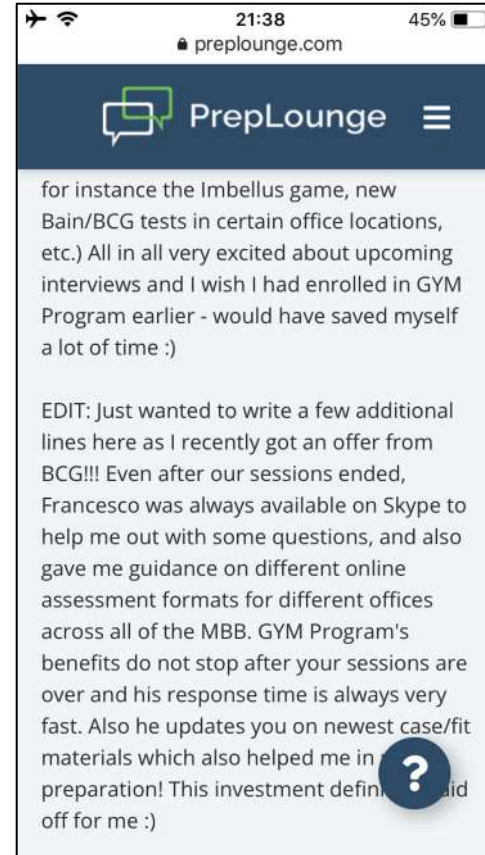 21:38
45%
preplounge.com
PrepLounge
for instance the Imbellus game, new
Bain/BCG tests in certain office locations,
etc.) All in all very excited about upcoming
interviews and I wish I had enrolled in GYM
Program earlier - would have saved myself
a lot of time :)
EDIT: Just wanted to write a few additional
lines here as I recently got an offer from
BCG!!! Even after our sessions ended,
Francesco was always available on Skype to
help me out with some questions, and also
gave me guidance on different online
assessment formats for different offices
across all of the MBB. GYM Program's
benefits do not stop after your sessions are
over and his response time is always very
fast. Also he updates you on newest case/fit
materials which also helped me in
preparation! This investment
off for me :)
?